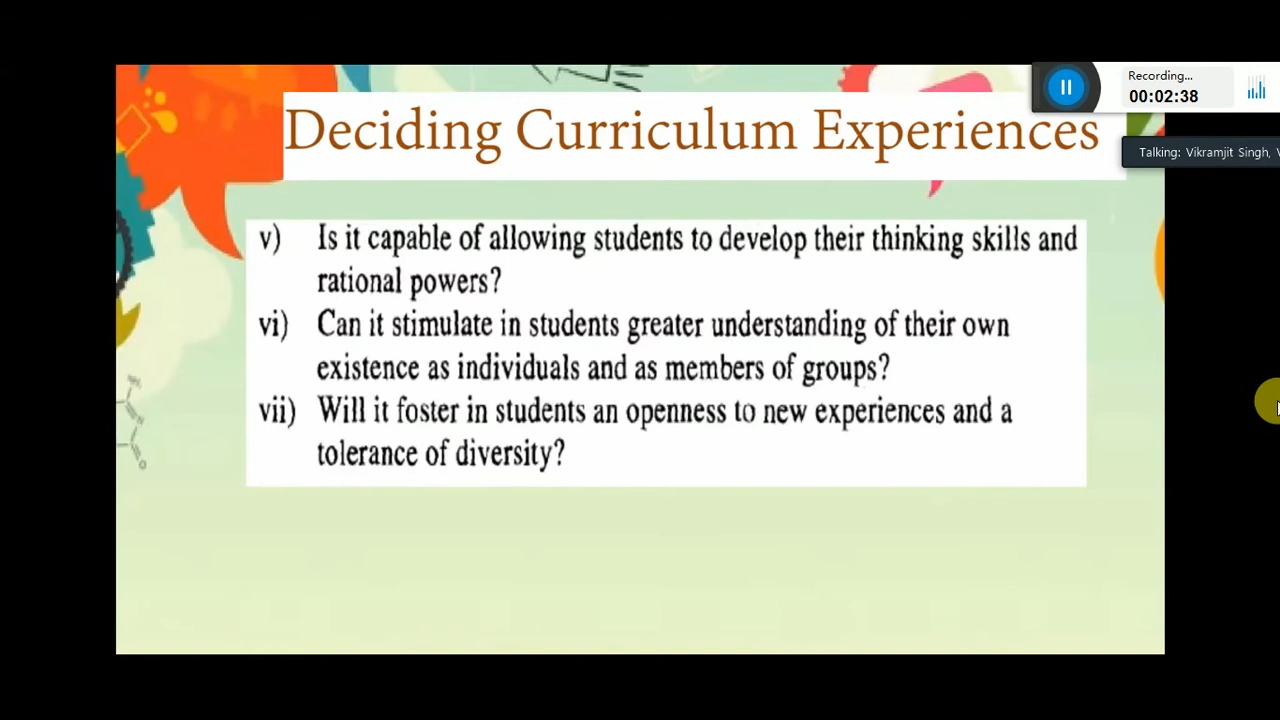 Deciding Curriculum Experiences
Recording...
00:02:38
Talking: Vikramjit Singh,
v) Is it capable of allowing students to develop their thinking skills and
rational powers?
vi) Can it stimulate in students greater understanding of their own
existence as individuals and as members of groups?
vii) Will it foster in students an openness to new experiences and a
tolerance of diversity?